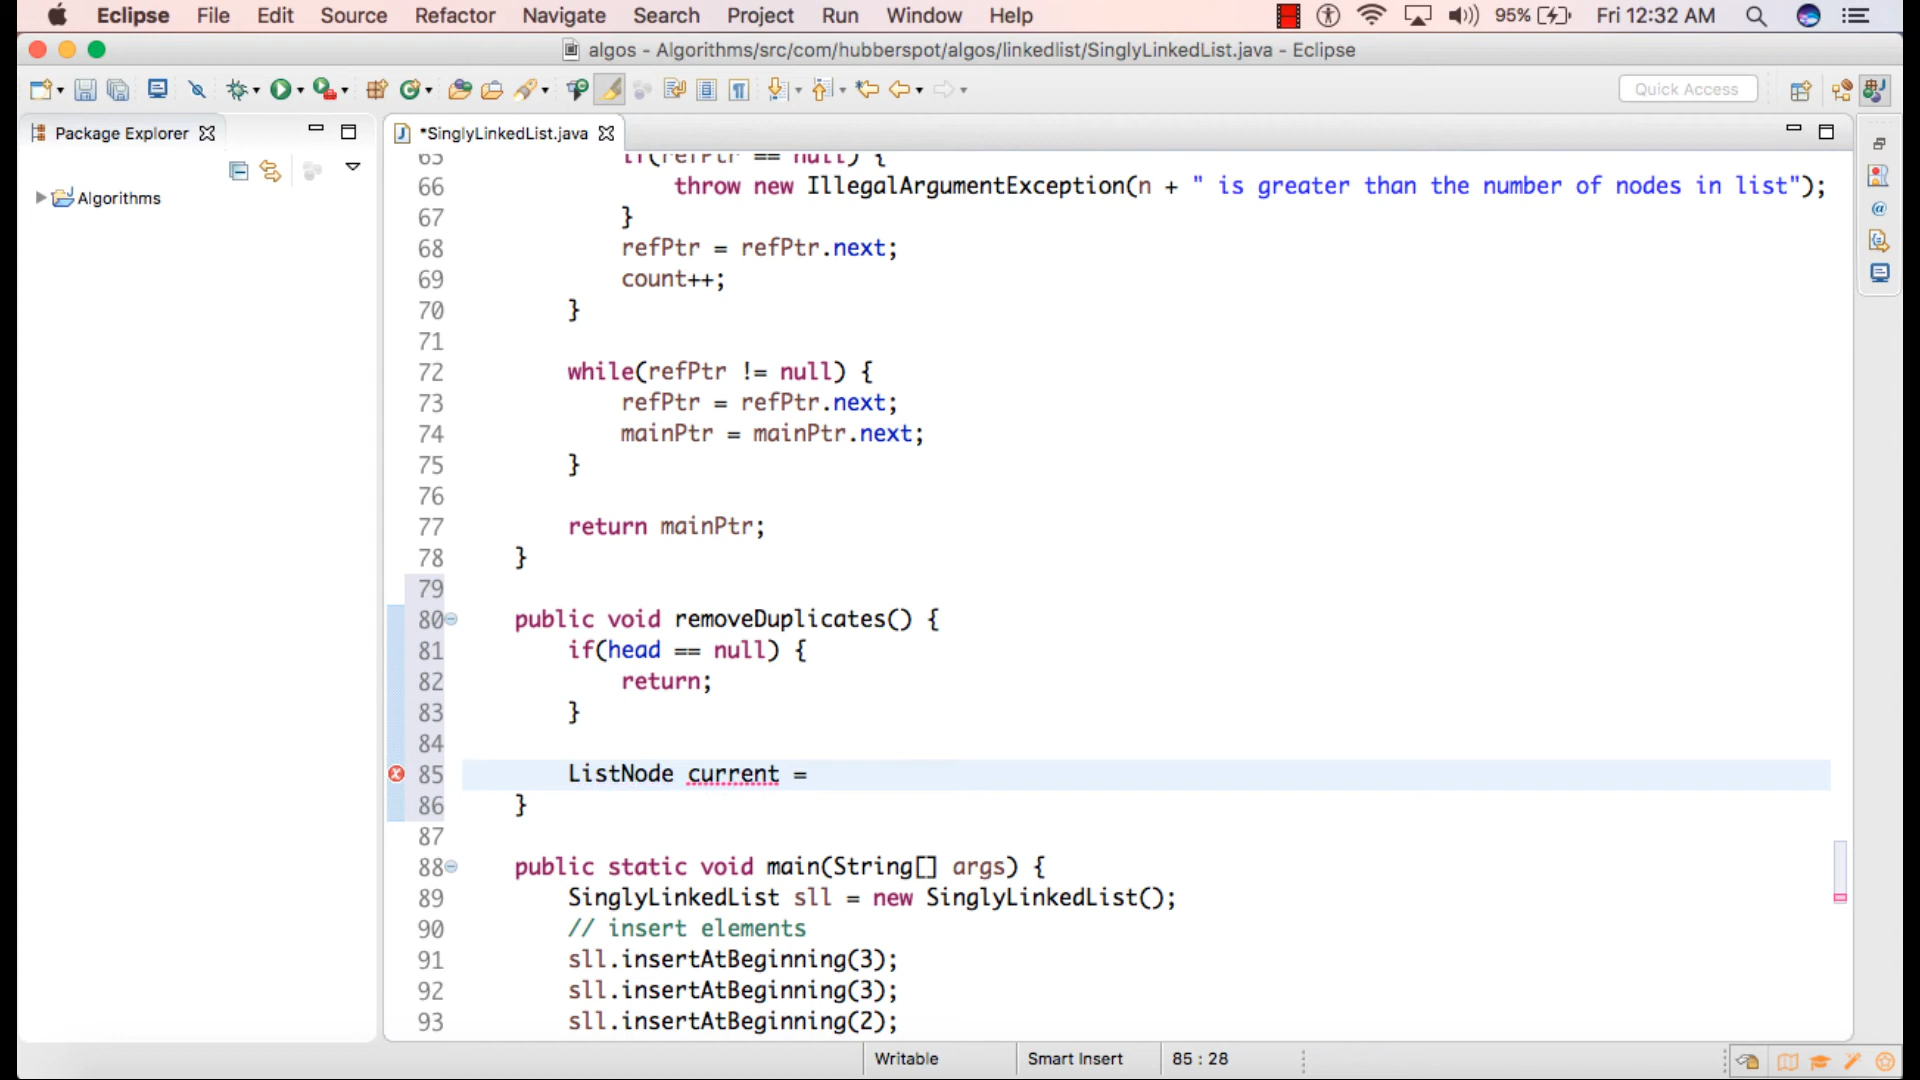 Eclipse File Edit Source Refactor Navigate Search Project Run Window Help 95% Fri 12:32 AM
algos - Algorithms/src/com/hubberspot/algos/linkedlist/SinglyLinkedList.java - Eclipse
Quick Access
Package Explorer
*SinglyLinkedList.java
Algorithms
65 if(refPtr == null) {
66 throw new IllegalArgumentException(n + " is greater than the number of nodes in list");
67 }
68 refPtr = refPtr.next;
69 count++;
70 }
71
72 while(refPtr != null) {
73 refPtr = refPtr.next;
74 mainPtr = mainPtr.next;
75 }
76
77 return mainPtr;
78 }
79
80 public void removeDuplicates() {
81 if(head == null) {
82 return;
83 }
84
85 ListNode current =
86 }
87
88 public static void main(String[] args) {
89 SinglyLinkedList sll = new SinglyLinkedList();
90 // insert elements
91 sll.insertAtBeginning(3);
92 sll.insertAtBeginning(3);
93 sll.insertAtBeginning(2);
Writable Smart Insert 85 : 28